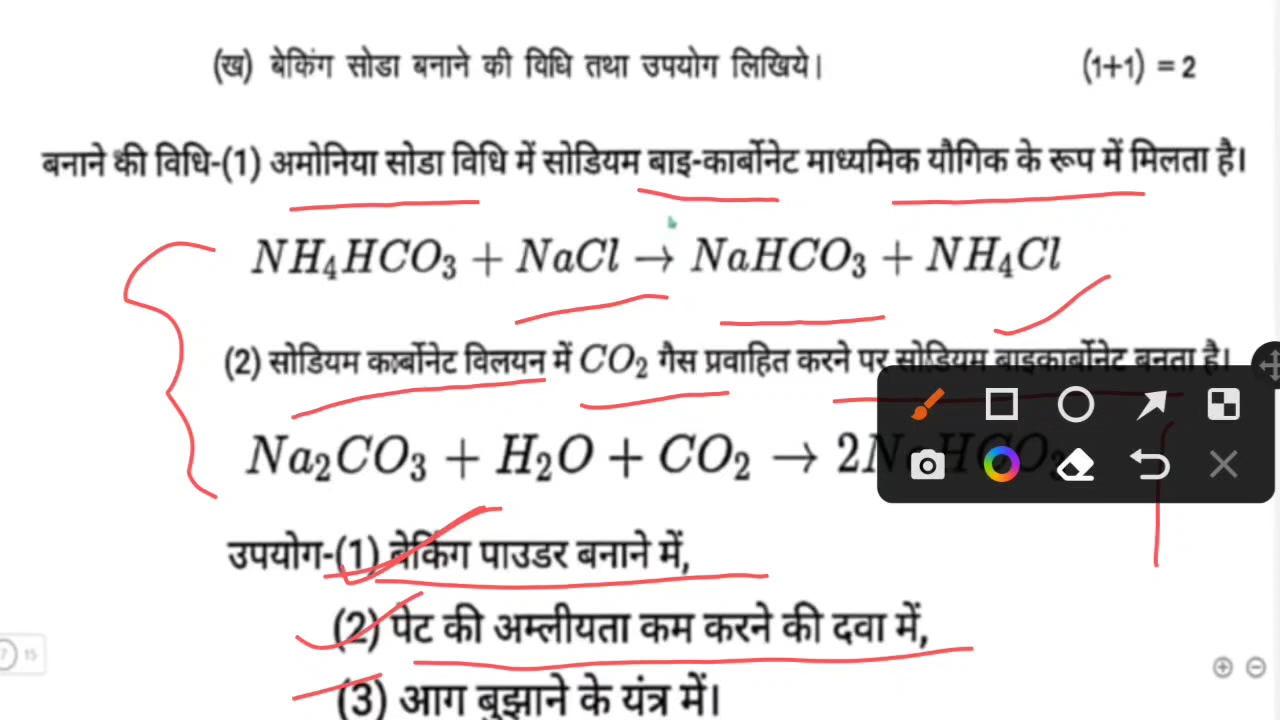 (ख) बेकिंग सोडा बनाने की विधि तथा उपयोग लिखिये। (1+1) = 2
बनाने की विधि-(1) अमोनिया सोडा विधि में सोडियम बाइ-कार्बोनेट माध्यमिक यौगिक के रूप में मिलता है।
NH₄HCO₃ + NaCl → NaHCO₃ + NH₄Cl
(2) सोडियम कार्बोनेट विलयन में CO₂ गैस प्रवाहित करने पर सोडियम बाइकार्बोनेट बनता है।
Na₂CO₃ + H₂O + CO₂ → 2NaHCO₃
उपयोग-(1) बेकिंग पाउडर बनाने में,
(2) पेट की अम्लीयता कम करने की दवा में,
(3) आग बुझाने के यंत्र में।
15